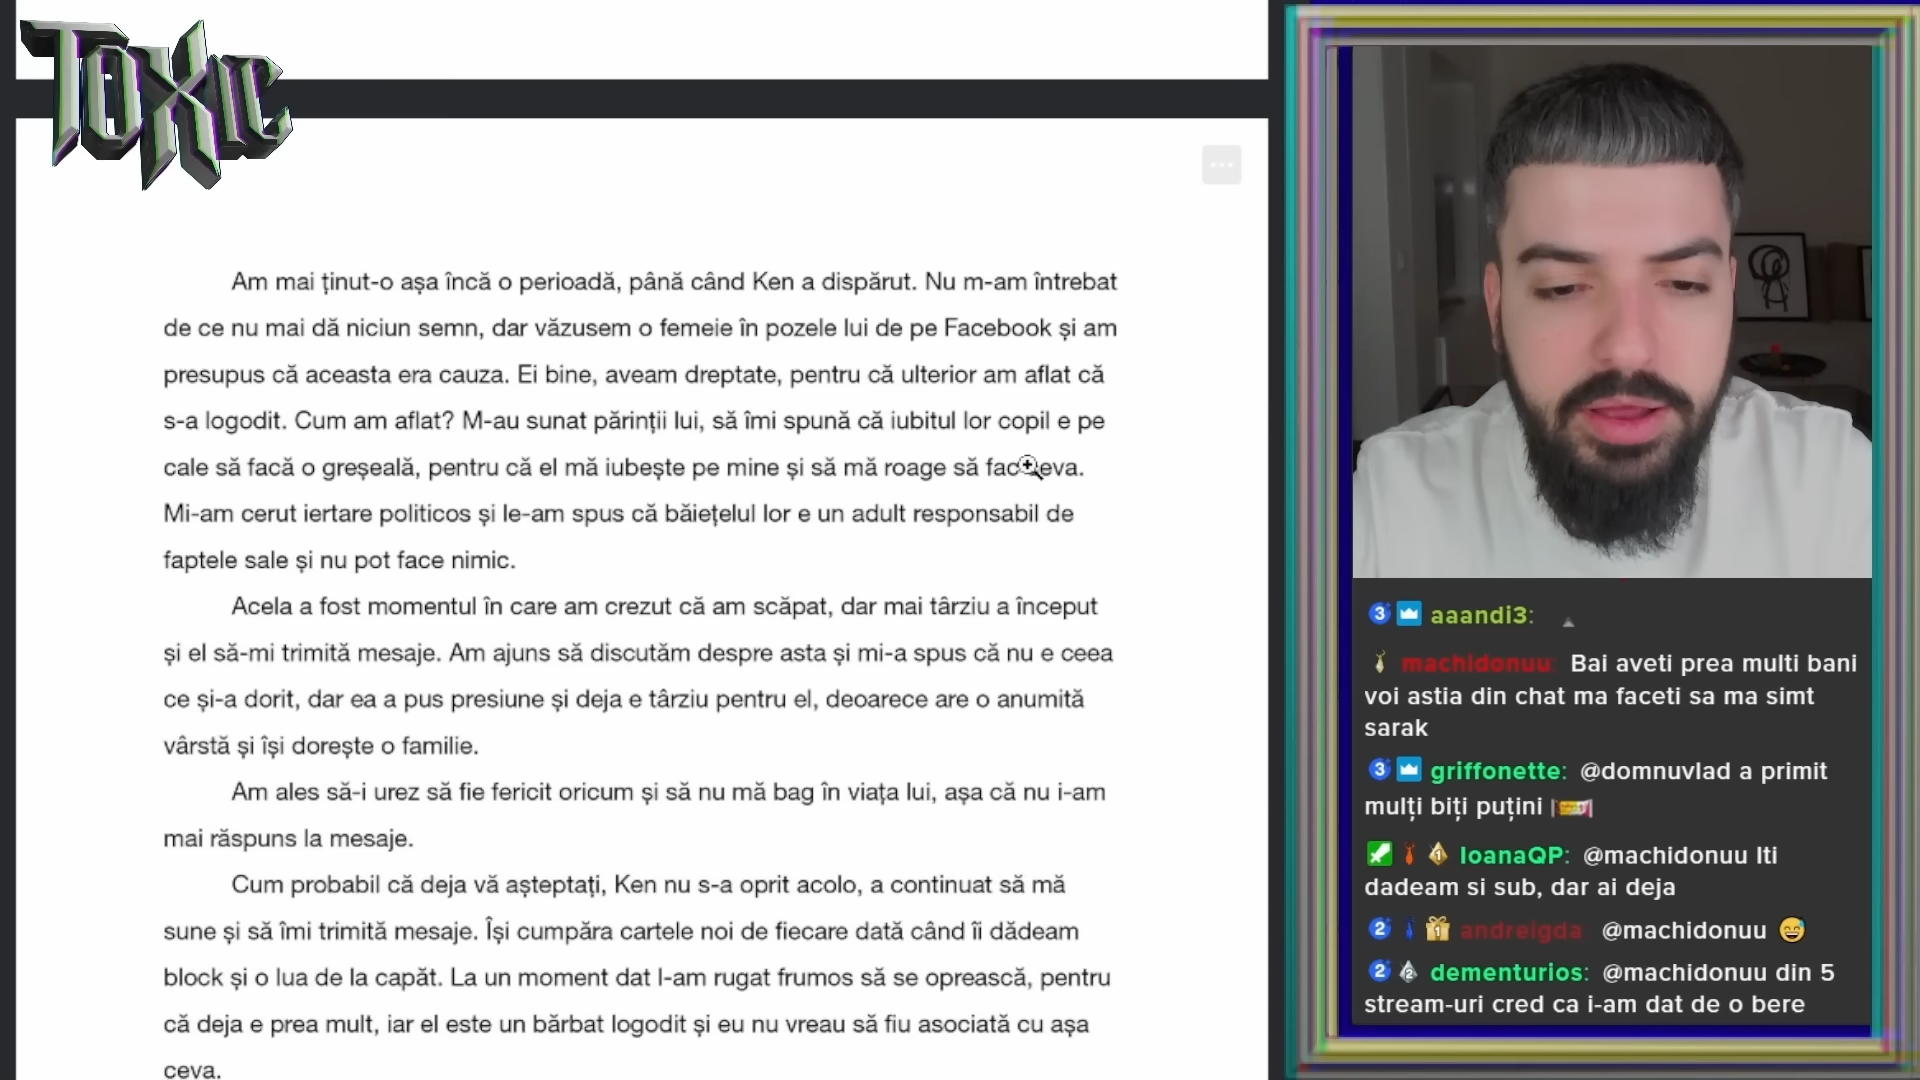 TOXIC
Am mai ținut-o așa încă o perioadă, până când Ken a dispărut. Nu m-am întrebat
de ce nu mai dă niciun semn, dar văzusem o femeie în pozele lui de pe Facebook și am
presupus că aceasta era cauza. Ei bine, aveam dreptate, pentru că ulterior am aflat că
s-a logodit. Cum am aflat? M-au sunat părinții lui, să îmi spună că iubitul lor copil e pe
cale să facă o greșeală, pentru că el mă iubește pe mine și să mă roage să fac ceva.
Mi-am cerut iertare politicos și le-am spus că băiețelul lor e un adult responsabil de
faptele sale și nu pot face nimic.
Acela a fost momentul în care am crezut că am scăpat, dar mai târziu a început
și el să-mi trimită mesaje. Am ajuns să discutăm despre asta și mi-a spus că nu e ceea
ce și-a dorit, dar ea a pus presiune și deja e târziu pentru el, deoarece are o anumită
vârstă și își dorește o familie.
Am ales să-i urez să fie fericit oricum și să nu mă bag în viața lui, așa că nu i-am
mai răspuns la mesaje.
Cum probabil că deja vă așteptați, Ken nu s-a oprit acolo, a continuat să mă
sune și să îmi trimită mesaje. Își cumpăra cartele noi de fiecare dată când îi dădeam
block și o lua de la capăt. La un moment dat l-am rugat frumos să se oprească, pentru
că deja e prea mult, iar el este un bărbat logodit și eu nu vreau să fiu asociată cu așa
ceva.
3 aaandi3:
machidonuu: Bai aveti prea multi bani
voi astia din chat ma faceti sa ma simt
sarak
3 griffonette: @domnuvlad a primit
mulți biți puțini
1 IoanaQP: @machidonuu Iti
dadeam si sub, dar ai deja
2 1 andreigda @machidonuu 😅
2 2 dementurios: @machidonuu din 5
stream-uri cred ca i-am dat de o bere